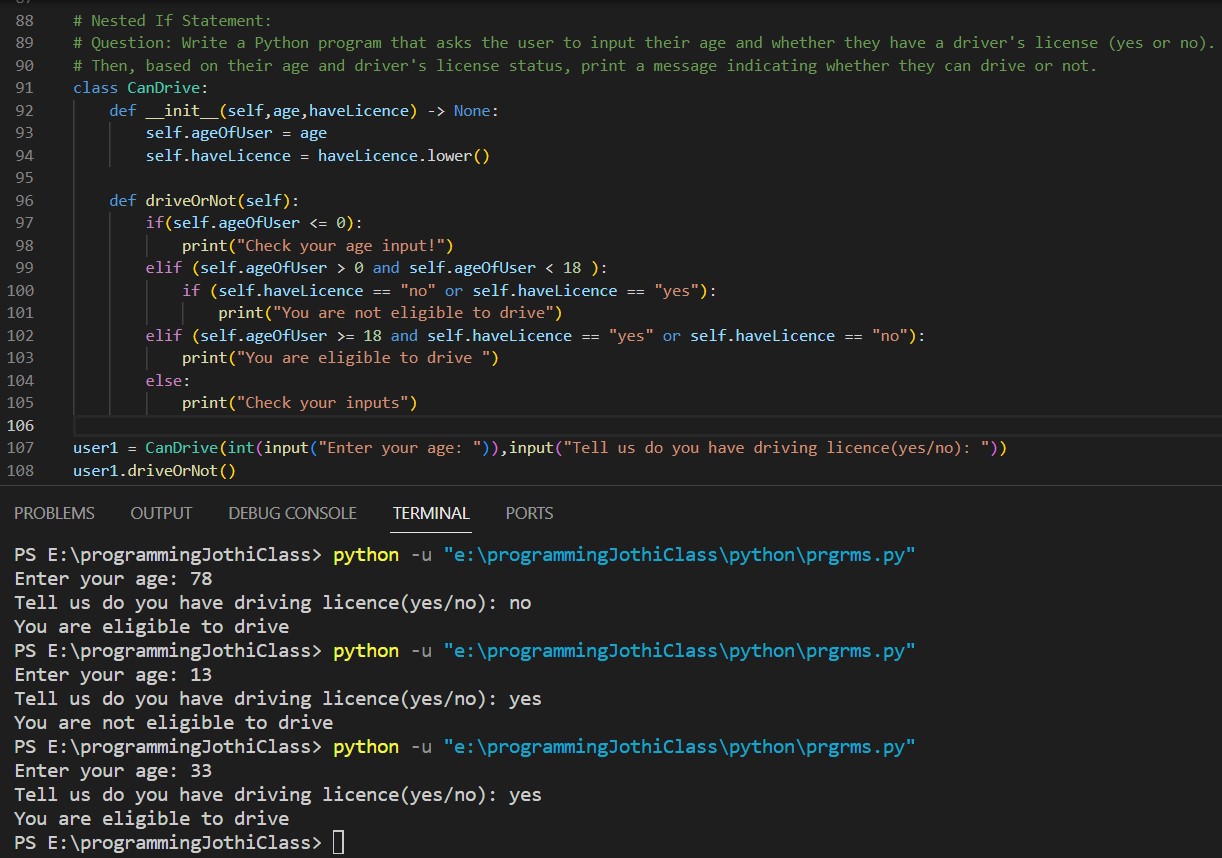 88 # Nested If Statement:
89 # Question: Write a Python program that asks the user to input their age and whether they have a driver's license (yes or no).
90 # Then, based on their age and driver's license status, print a message indicating whether they can drive or not.
91 class CanDrive:
92     def __init__(self,age,haveLicence) -> None:
93         self.ageOfUser = age
94         self.haveLicence = haveLicence.lower()
95
96     def driveOrNot(self):
97         if(self.ageOfUser <= 0):
98             print("Check your age input!")
99         elif (self.ageOfUser > 0 and self.ageOfUser < 18 ):
100             if (self.haveLicence == "no" or self.haveLicence == "yes"):
101                 print("You are not eligible to drive")
102         elif (self.ageOfUser >= 18 and self.haveLicence == "yes" or self.haveLicence == "no"):
103             print("You are eligible to drive ")
104         else:
105             print("Check your inputs")
106
107 user1 = CanDrive(int(input("Enter your age: ")),input("Tell us do you have driving licence(yes/no): "))
108 user1.driveOrNot()
PROBLEMS OUTPUT DEBUG CONSOLE TERMINAL PORTS
PS E:\programmingJothiClass> python -u "e:\programmingJothiClass\python\prgrms.py"
Enter your age: 78
Tell us do you have driving licence(yes/no): no
You are eligible to drive
PS E:\programmingJothiClass> python -u "e:\programmingJothiClass\python\prgrms.py"
Enter your age: 13
Tell us do you have driving licence(yes/no): yes
You are not eligible to drive
PS E:\programmingJothiClass> python -u "e:\programmingJothiClass\python\prgrms.py"
Enter your age: 33
Tell us do you have driving licence(yes/no): yes
You are eligible to drive
PS E:\programmingJothiClass>